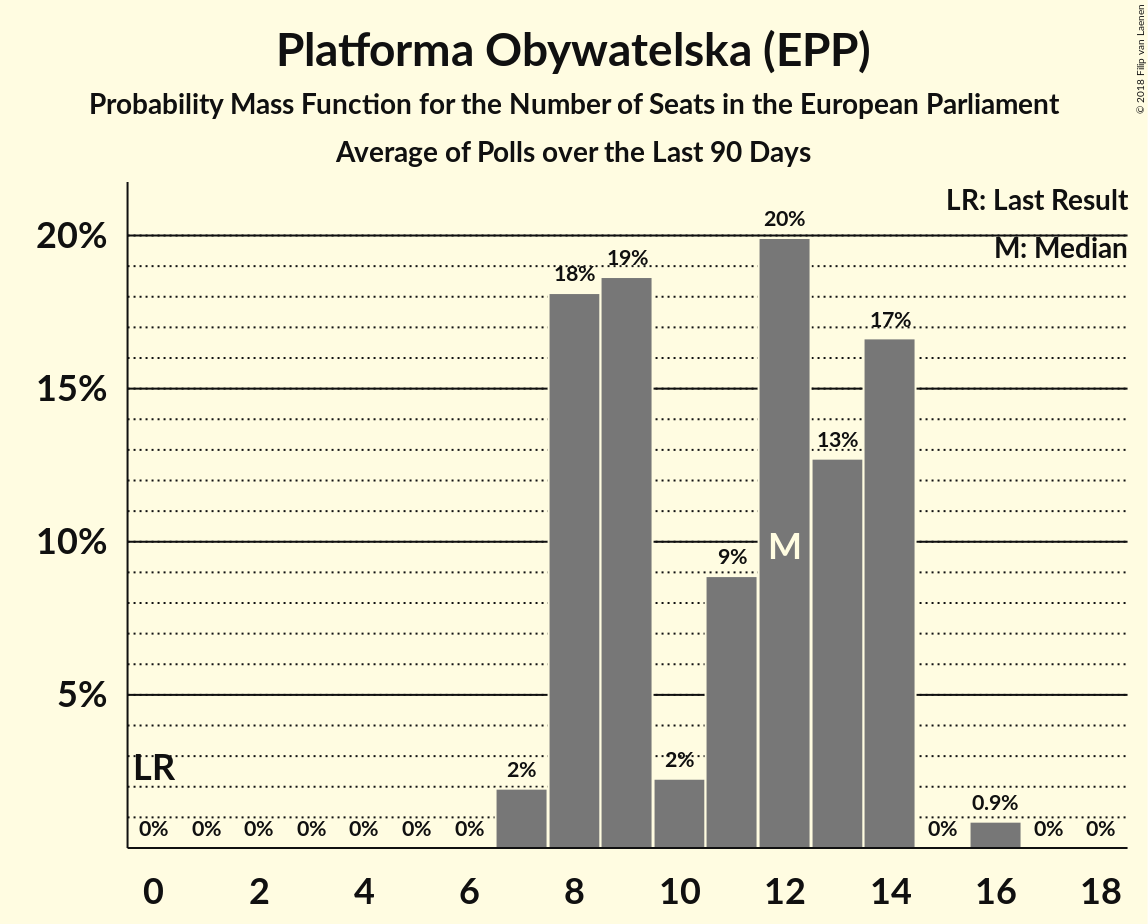 Platforma Obywatelska (EPP)
Probability Mass Function for the Number of Seats in the European Parliament
Average of Polls over the Last 90 Days
© 2018 Filip van Laenen
LR: Last Result
M: Median
20%
15%
10%
5%
LR
0% 0% 0% 0% 0% 0% 0% 2% 18% 19% 2% 9% 20% 13% 17% 0% 0.9% 0% 0%
M
0 2 4 6 8 10 12 14 16 18